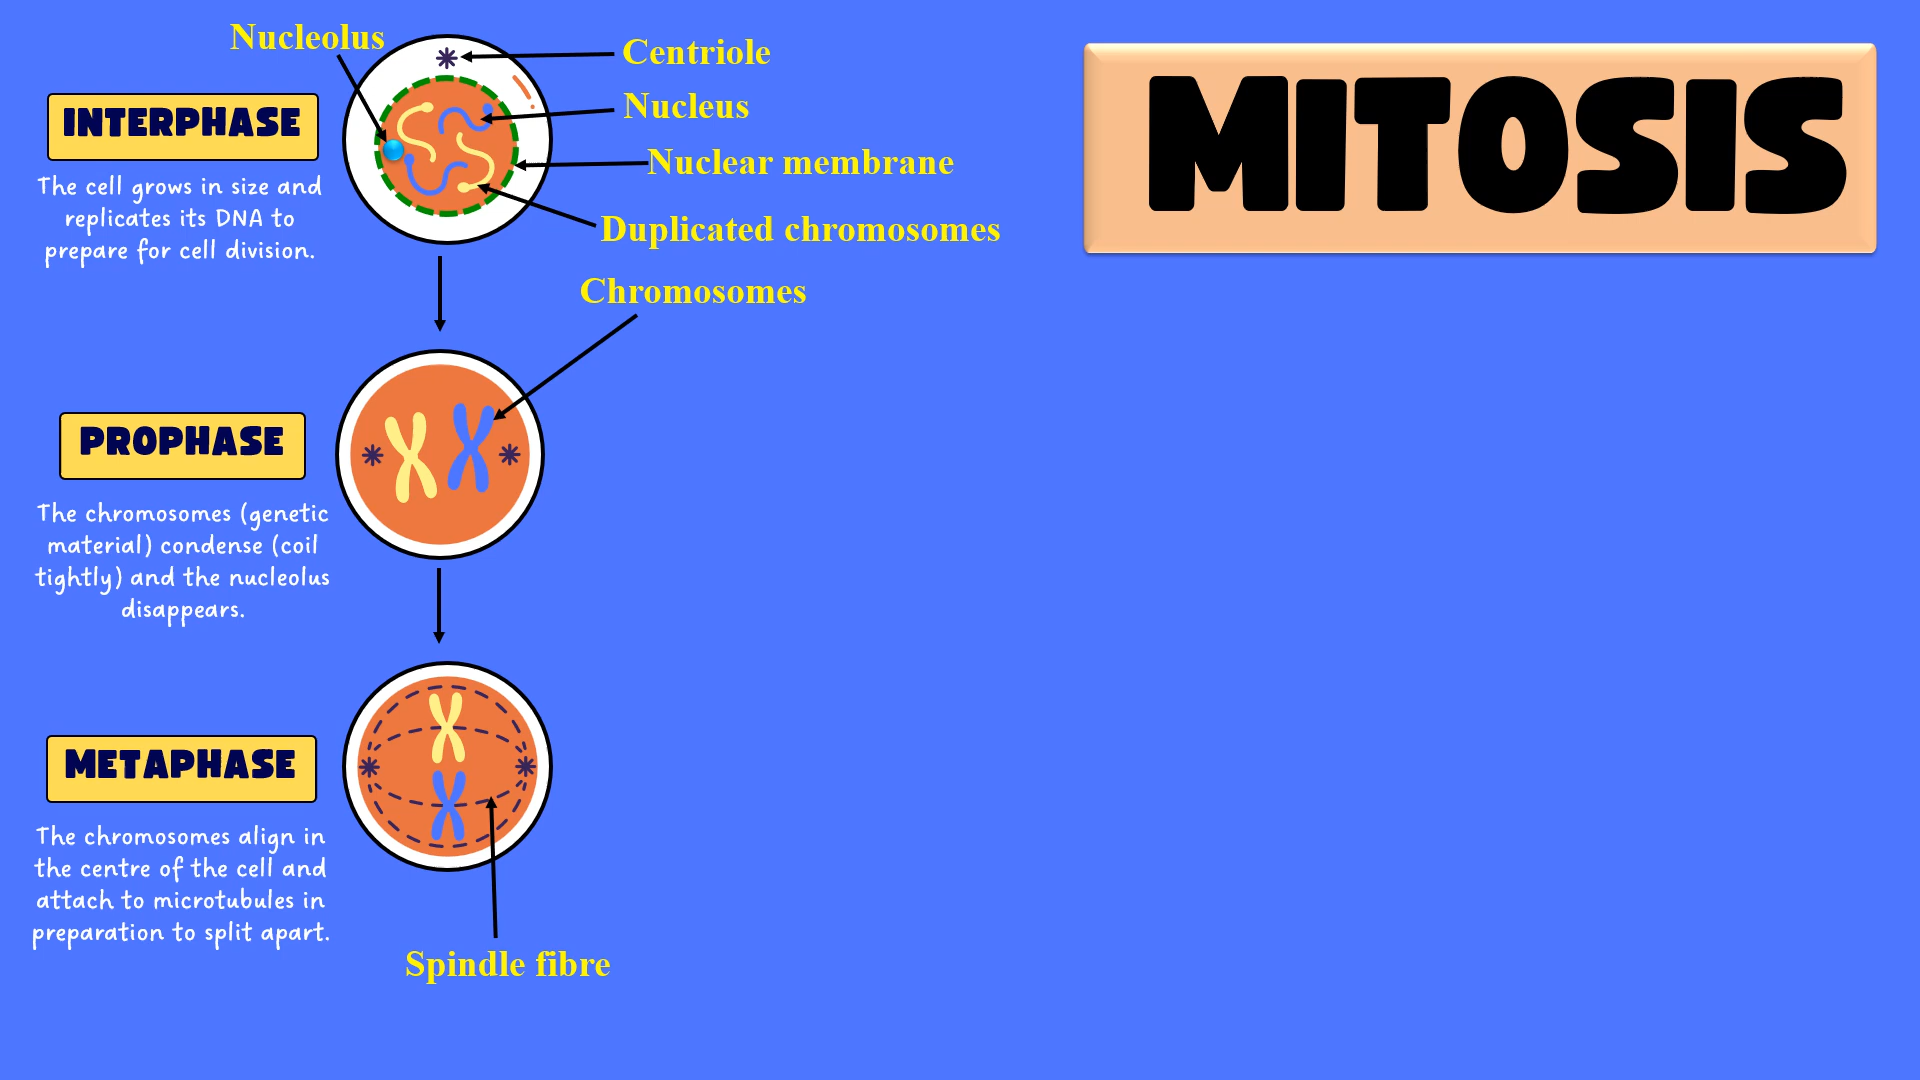 MITOSIS
Nucleolus
Centriole
Nucleus
Nuclear membrane
Duplicated chromosomes
INTERPHASE
The cell grows in size and
replicates its DNA to
prepare for cell division.
Chromosomes
PROPHASE
The chromosomes (genetic
material) condense (coil
tightly) and the nucleolus
disappears.
METAPHASE
The chromosomes align in
the centre of the cell and
attach to microtubules in
preparation to split apart.
Spindle fibre